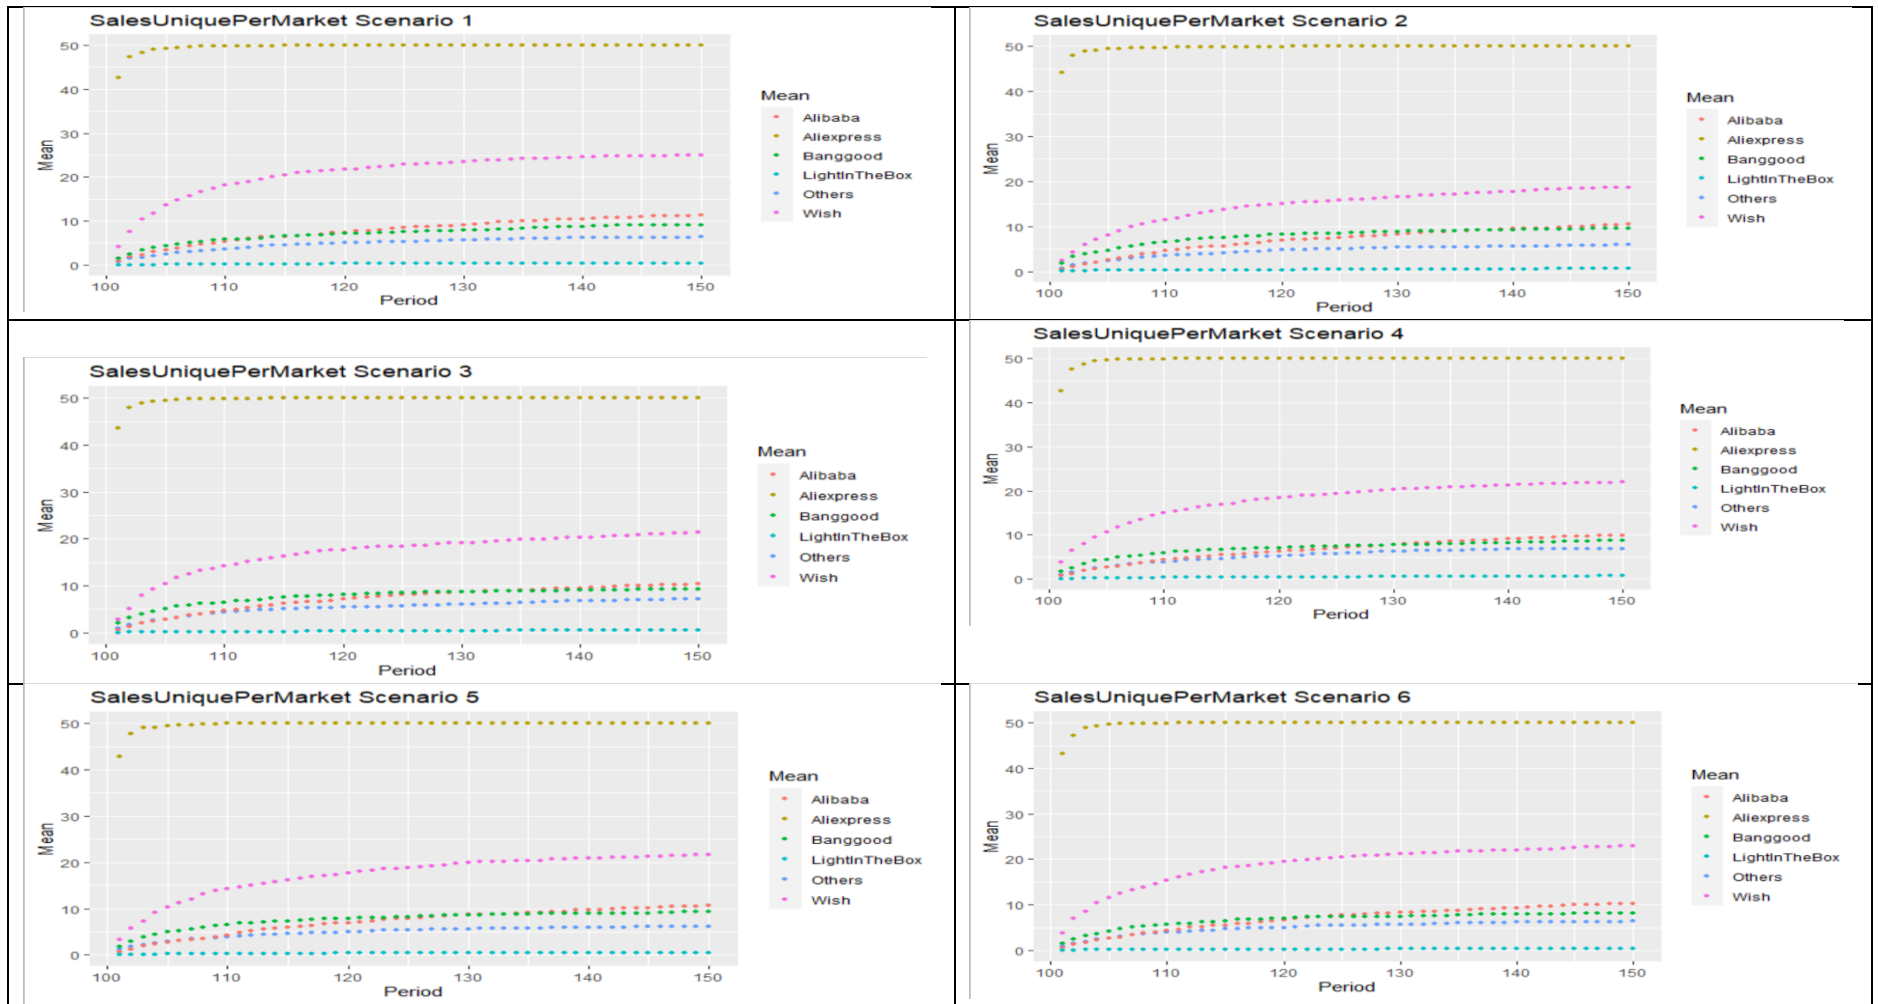 SalesUniquePerMarket Scenario 1
50
40
30
20
10
0
Mean
100 110 120 130 140 150
Period
Mean
Alibaba
Aliexpress
Banggood
LightInTheBox
Others
Wish
SalesUniquePerMarket Scenario 2
50
40
30
20
10
0
Mean
100 110 120 130 140 150
Period
Mean
Alibaba
Aliexpress
Banggood
LightInTheBox
Others
Wish
SalesUniquePerMarket Scenario 3
50
40
30
20
10
0
Mean
100 110 120 130 140 150
Period
Mean
Alibaba
Aliexpress
Banggood
LightInTheBox
Others
Wish
SalesUniquePerMarket Scenario 4
50
40
30
20
10
0
Mean
100 110 120 130 140 150
Period
Mean
Alibaba
Aliexpress
Banggood
LightInTheBox
Others
Wish
SalesUniquePerMarket Scenario 5
50
40
30
20
10
0
Mean
100 110 120 130 140 150
Period
Mean
Alibaba
Aliexpress
Banggood
LightInTheBox
Others
Wish
SalesUniquePerMarket Scenario 6
50
40
30
20
10
0
Mean
100 110 120 130 140 150
Period
Mean
Alibaba
Aliexpress
Banggood
LightInTheBox
Others
Wish